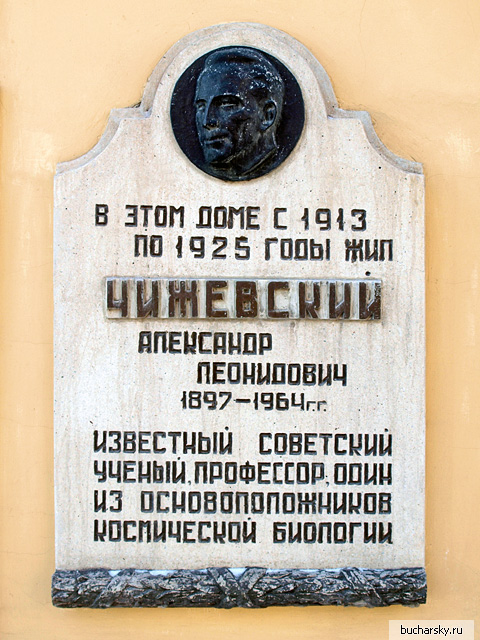 В ЭТОМ ДОМЕ С 1913
ПО 1925 ГОДЫ ЖИЛ
ЧИЖЕВСКИЙ
АЛЕКСАНДР
ЛЕОНИДОВИЧ
1897–1964г.г.
ИЗВЕСТНЫЙ СОВЕТСКИЙ
УЧЕНЫЙ, ПРОФЕССОР, ОДИН
ИЗ ОСНОВОПОЛОЖНИКОВ
КОСМИЧЕСКОЙ БИОЛОГИИ
bucharsky.ru